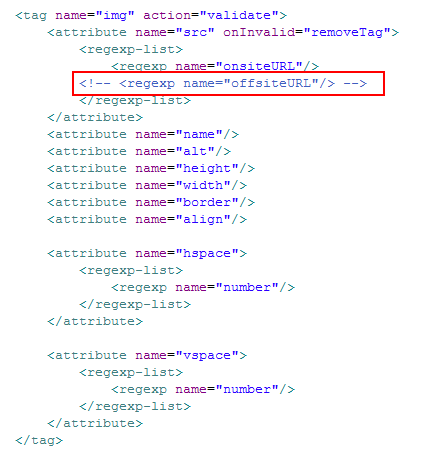 <tag name="img" action="validate">
<attribute name="src" onInvalid="removeTag">
<regexp-list>
<regexp name="onsiteURL"/>
<!-- <regexp name="offsiteURL"/> -->
</regexp-list>
</attribute>
<attribute name="name"/>
<attribute name="alt"/>
<attribute name="height"/>
<attribute name="width"/>
<attribute name="border"/>
<attribute name="align"/>
<attribute name="hspace">
<regexp-list>
<regexp name="number"/>
</regexp-list>
</attribute>
<attribute name="vspace">
<regexp-list>
<regexp name="number"/>
</regexp-list>
</attribute>
</tag>